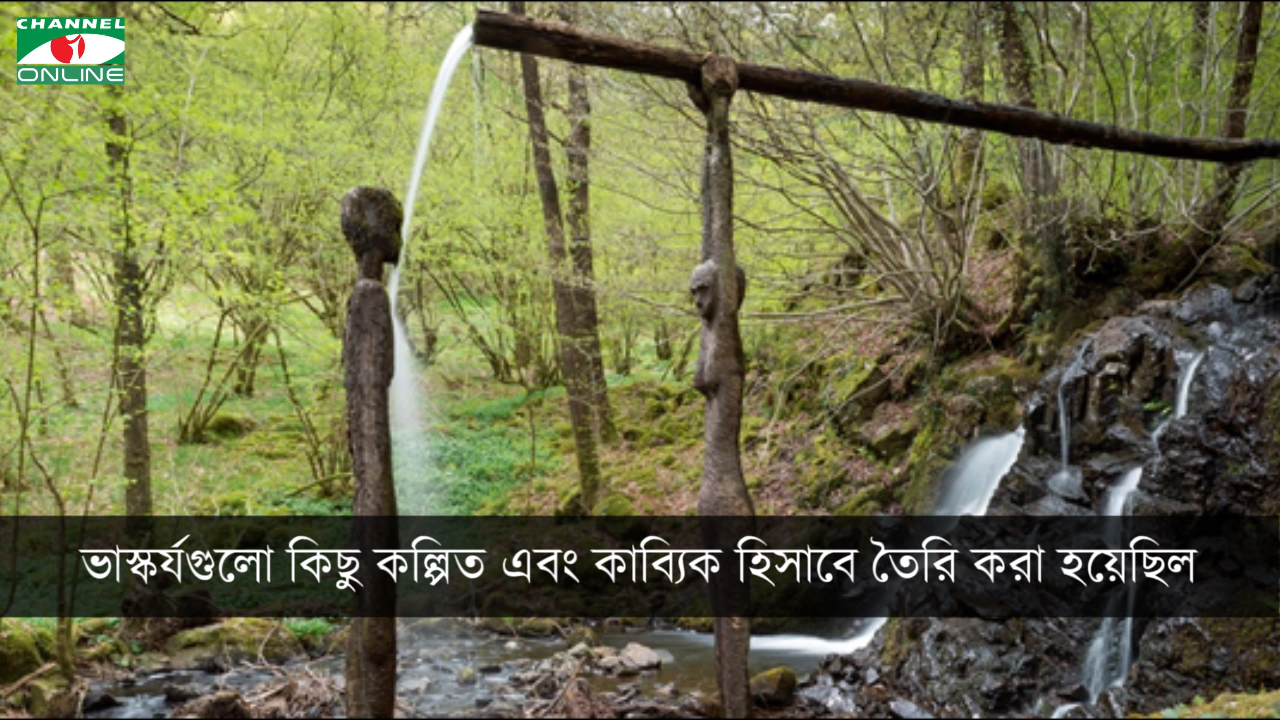 CHANNEL
ONLINE
ভাস্কর্যগুলো কিছু কল্পিত এবং কাব্যিক হিসাবে তৈরি করা হয়েছিল